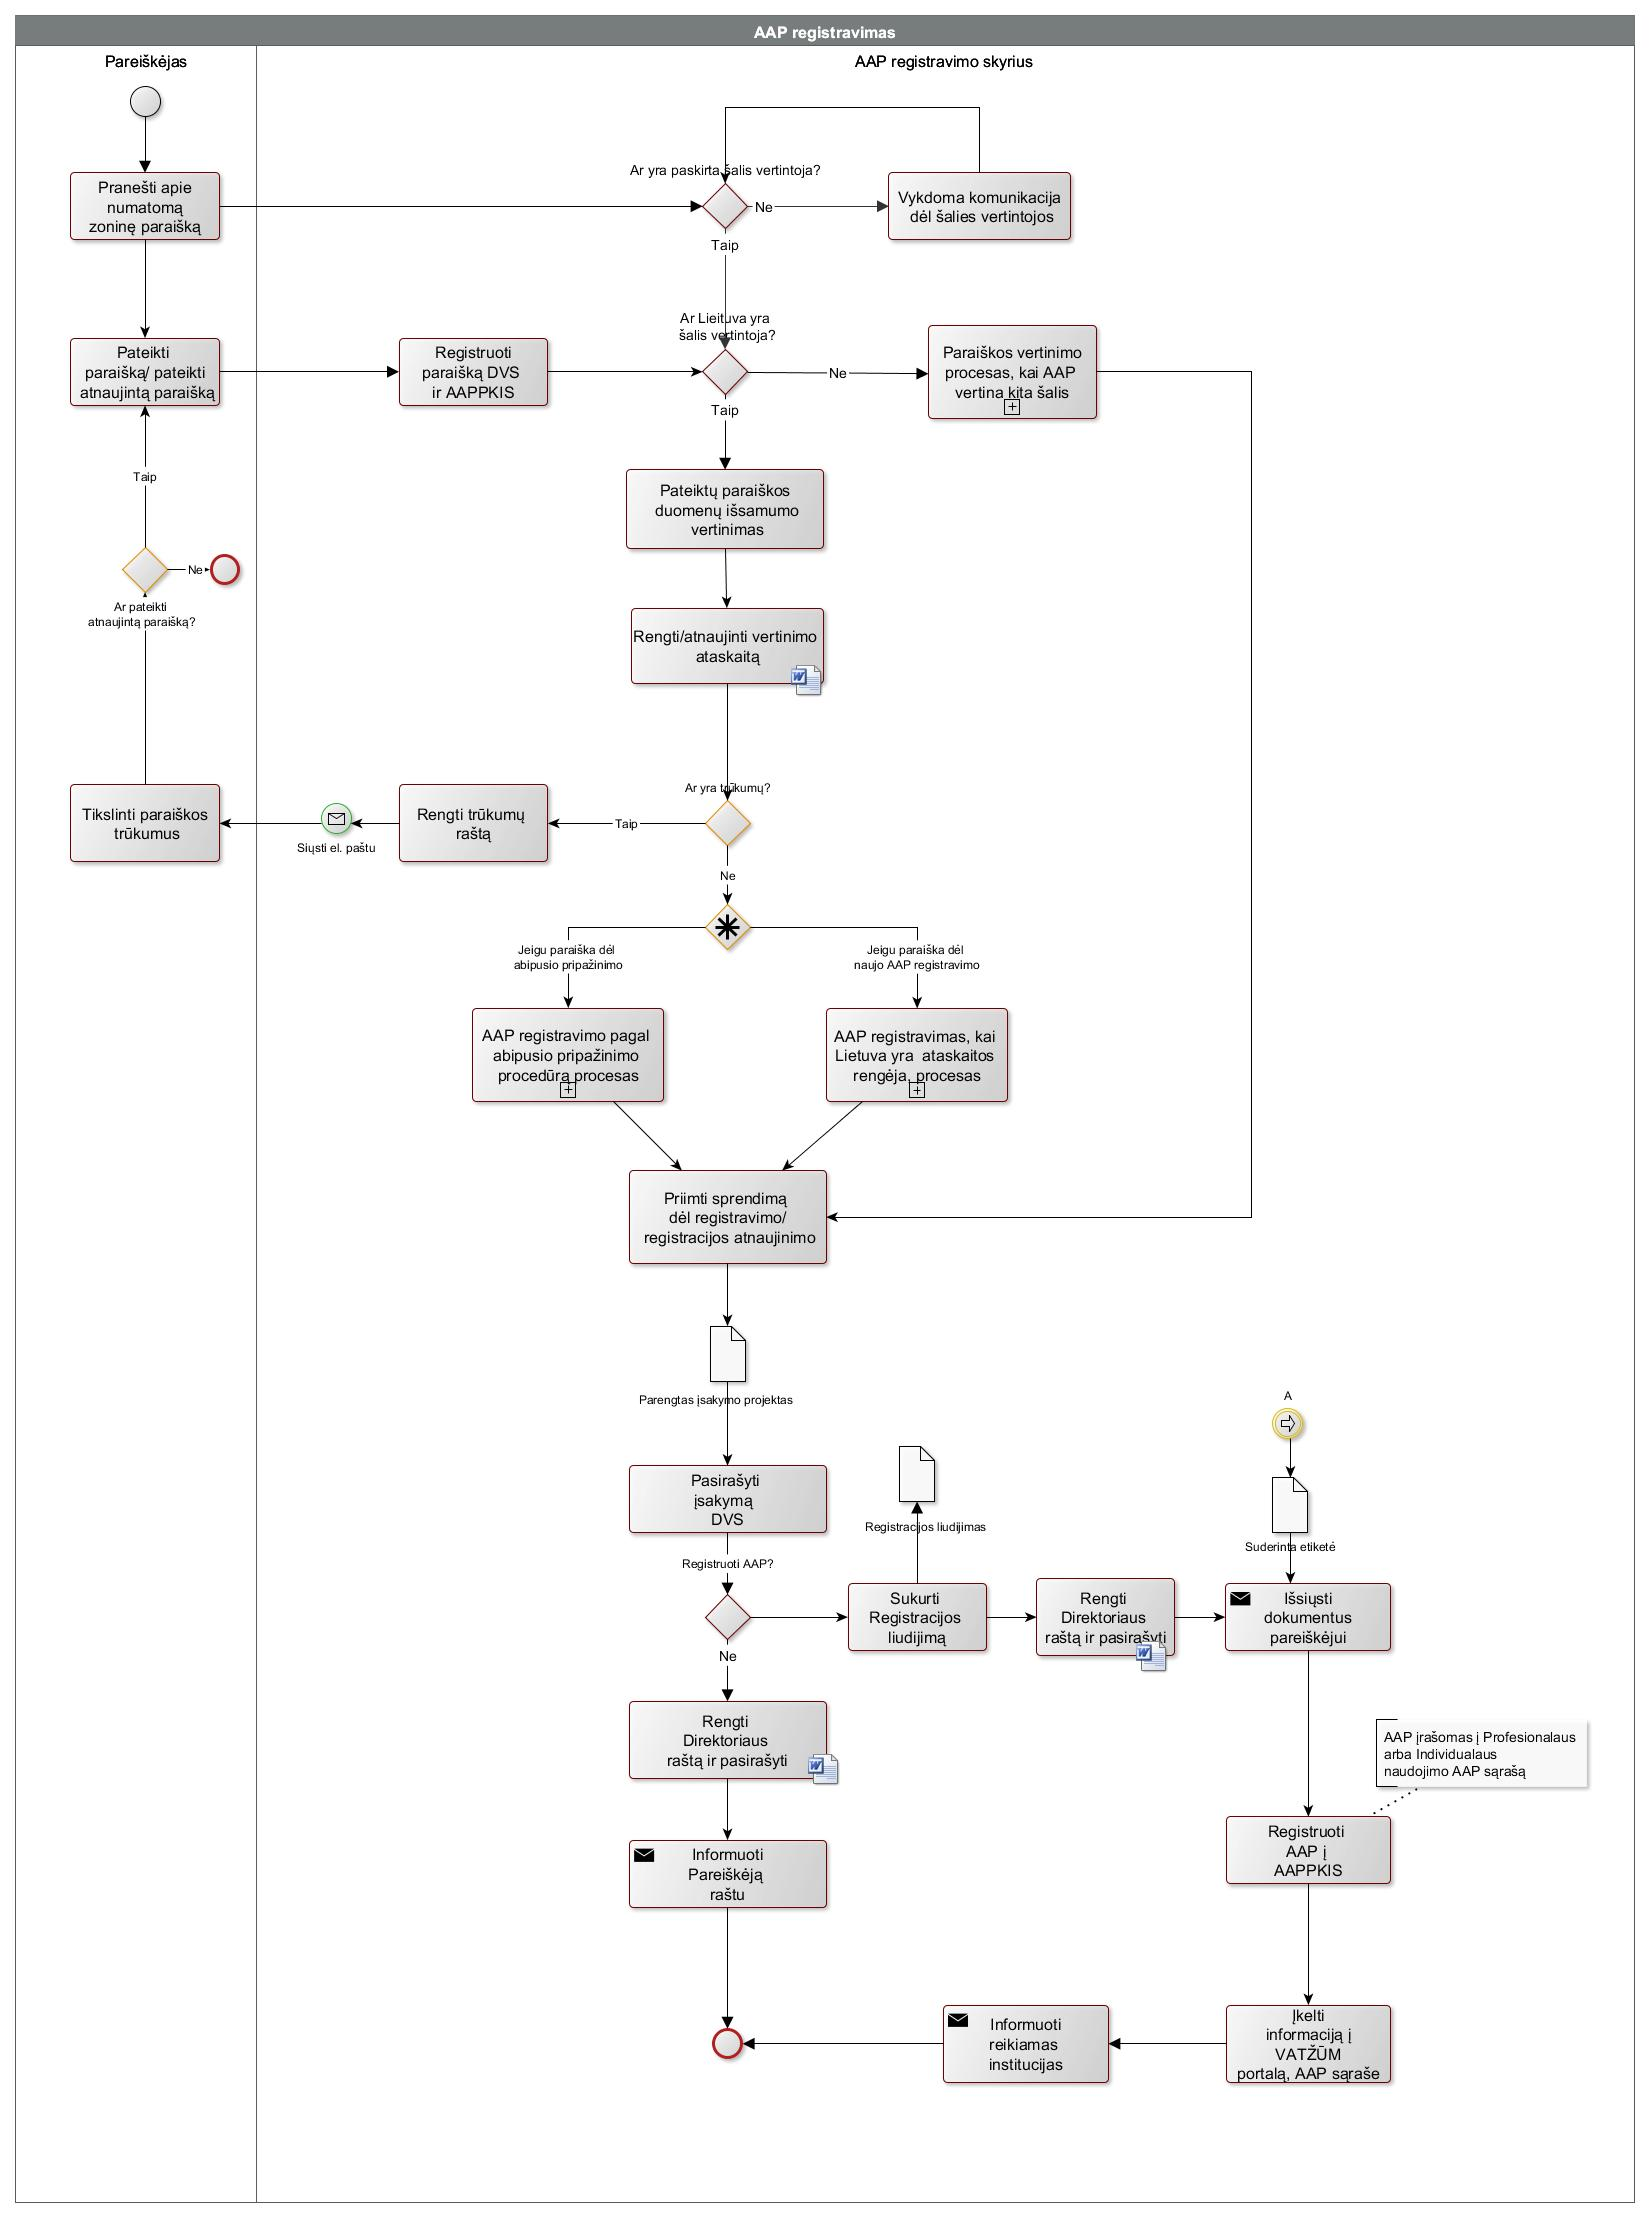 AAP registravimas
Pareiškėjas
AAP registravimo skyrius
Ar yra paskirta šalis vertintoja?
Pranešti apie
numatomą
zoninę paraišką
Ne
Vykdoma komunikacija
dėl šalies vertintojos
Taip
Ar Lieituva yra
šalis vertintoja?
Pateikti
paraišką/ pateikti
atnaujintą paraišką
Registruoti
paraišką DVS
ir AAPPKIS
Ne
Paraiškos vertinimo
procesas, kai AAP
vertina kita šalis
Taip
Taip
Pateiktų paraiškos
duomenų išsamumo
vertinimas
Ne
Ar pateikti
atnaujintą paraišką?
Rengti/atnaujinti vertinimo
ataskaitą
Ar yra trūkumų?
Tikslinti paraiškos
trūkumus
Siųsti el. paštu
Rengti trūkumų
raštą
Taip
Ne
Jeigu paraiška dėl
abipusio pripažinimo
Jeigu paraiška dėl
naujo AAP registravimo
AAP registravimo pagal
abipusio pripažinimo
procedūrą procesas
AAP registravimas, kai
Lietuva yra  ataskaitos
rengėja, procesas
Priimti sprendimą
dėl registravimo/
registracijos atnaujinimo
Parengtas įsakymo projektas
A
Pasirašyti
įsakymą
DVS
Registracijos liudijimas
Suderinta etiketė
Registruoti AAP?
Sukurti
Registracijos
liudijimą
Rengti
Direktoriaus
raštą ir pasirašyti
Išsiųsti
dokumentus
pareiškėjui
Ne
Rengti
Direktoriaus
raštą ir pasirašyti
AAP įrašomas į Profesionalaus
arba Individualaus
naudojimo AAP sąrašą
Informuoti
Pareiškėją
raštu
Registruoti
AAP į
AAPPKIS
Informuoti
reikiamas
institucijas
Įkelti
informaciją į
VATŽŪM
portalą, AAP sąraše